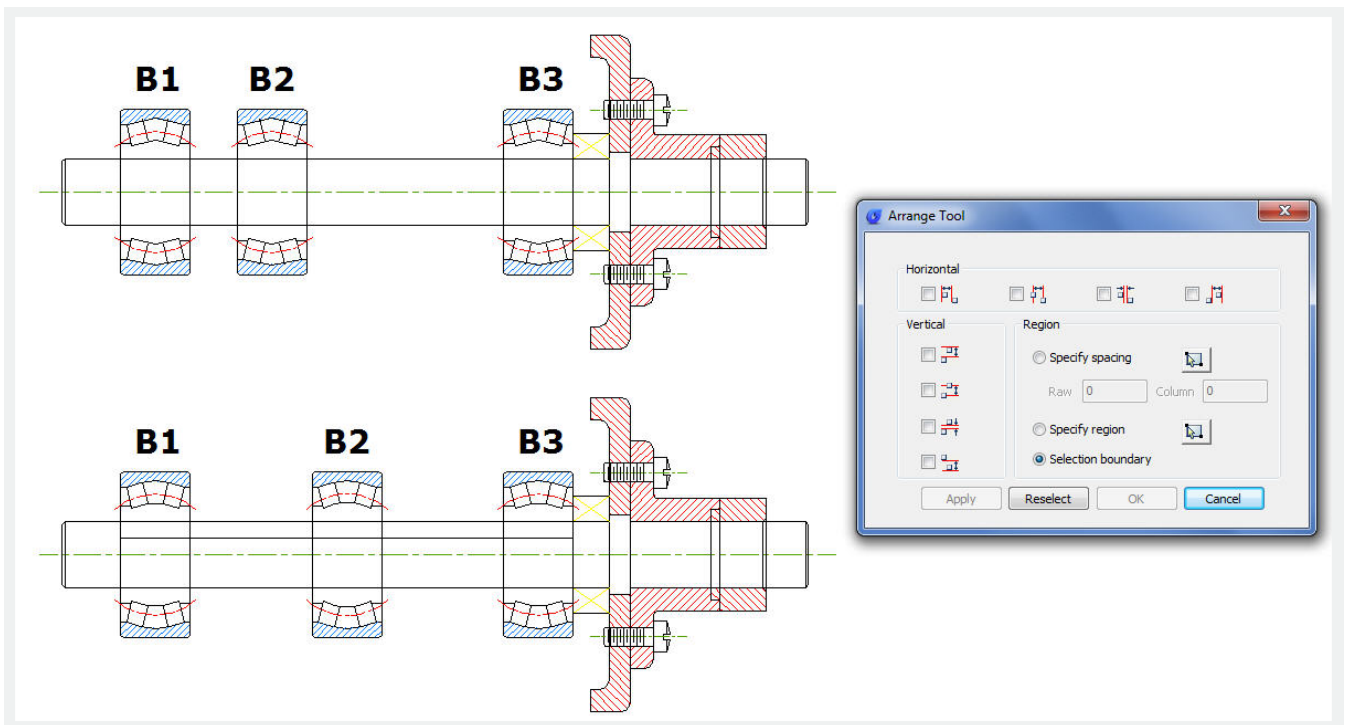 B1 B2 B3
Arrange Tool
Horizontal
Vertical
Region
Specify spacing
Raw 0 Column 0
Specify region
Selection boundary
Apply Reselect OK Cancel
B1 B2 B3